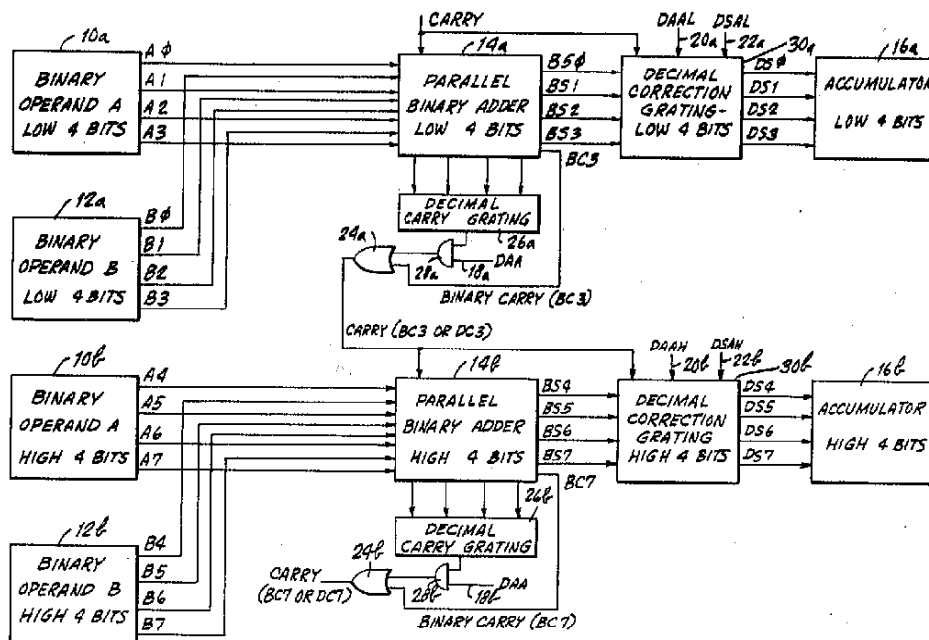 CARRY
DAAL
DSAL
10a
14a
20a
22a
30a
16a
BINARY
OPERAND A
LOW 4 BITS
AØ
A1
A2
A3
PARALLEL
BINARY ADDER
LOW 4 BITS
BSØ
BS1
BS2
BS3
BC3
DECIMAL
CORRECTION
GRATING-
LOW 4 BITS
DSØ
DS1
DS2
DS3
ACCUMULATOR
LOW 4 BITS
12a
BINARY
OPERAND B
LOW 4 BITS
BØ
B1
B2
B3
DECIMAL
CARRY GRATING
26a
24a
28a
18a
DAA
BINARY CARRY (BC3)
CARRY (BC3 OR DC3)
10b
14b
DAAH
DSAH
20b
22b
30b
16b
BINARY
OPERAND A
HIGH 4 BITS
A4
A5
A6
A7
PARALLEL
BINARY ADDER
HIGH 4 BITS
BS4
BS5
BS6
BS7
BC7
DECIMAL
CORRECTION
GRATING
HIGH 4 BITS
DS4
DS5
DS6
DS7
ACCUMULATOR
HIGH 4 BITS
12b
BINARY
OPERAND B
HIGH 4 BITS
B4
B5
B6
B7
DECIMAL
CARRY GRATING
26b
24b
28b
18b
DAA
CARRY
(BC7 OR DC7)
BINARY CARRY (BC7)